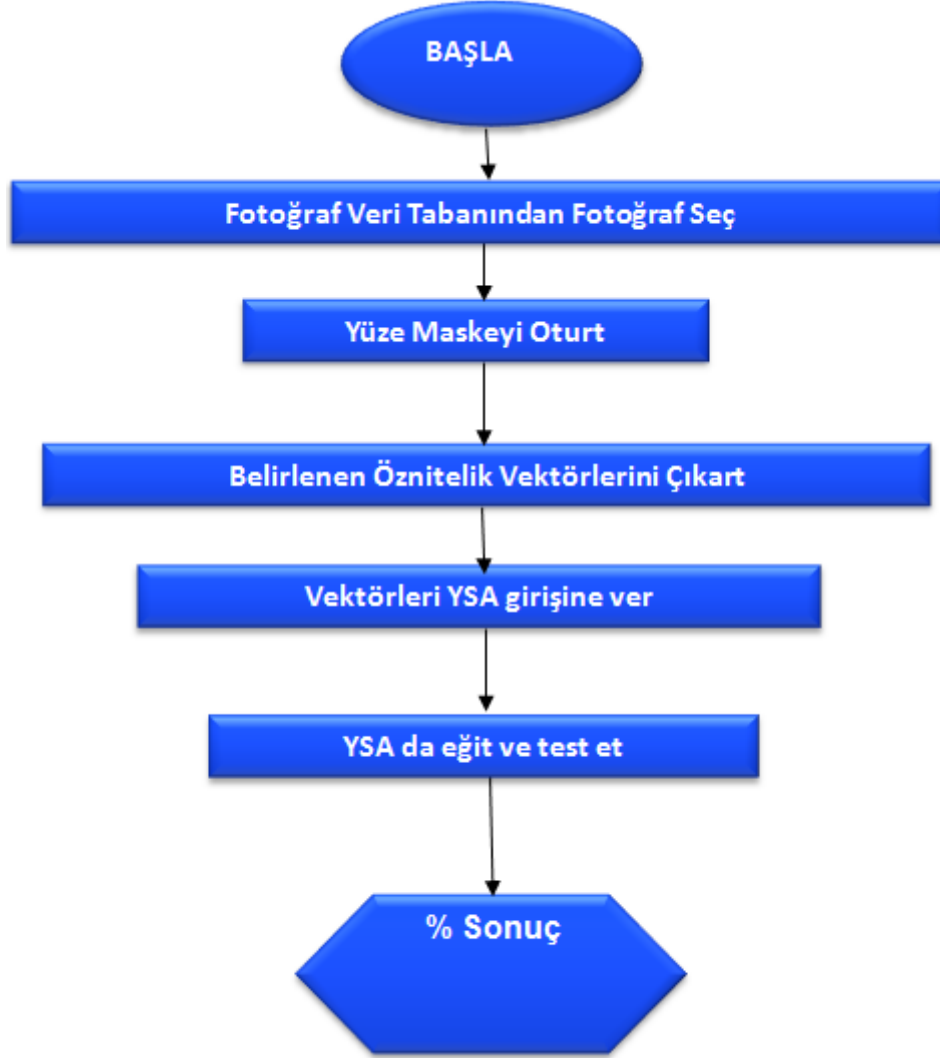 BAŞLA
Fotoğraf Veri Tabanından Fotoğraf Seç
Yüze Maskeyi Oturt
Belirlenen Öznitelik Vektörlerini Çıkart
Vektörleri YSA girişine ver
YSA da eğit ve test et
% Sonuç